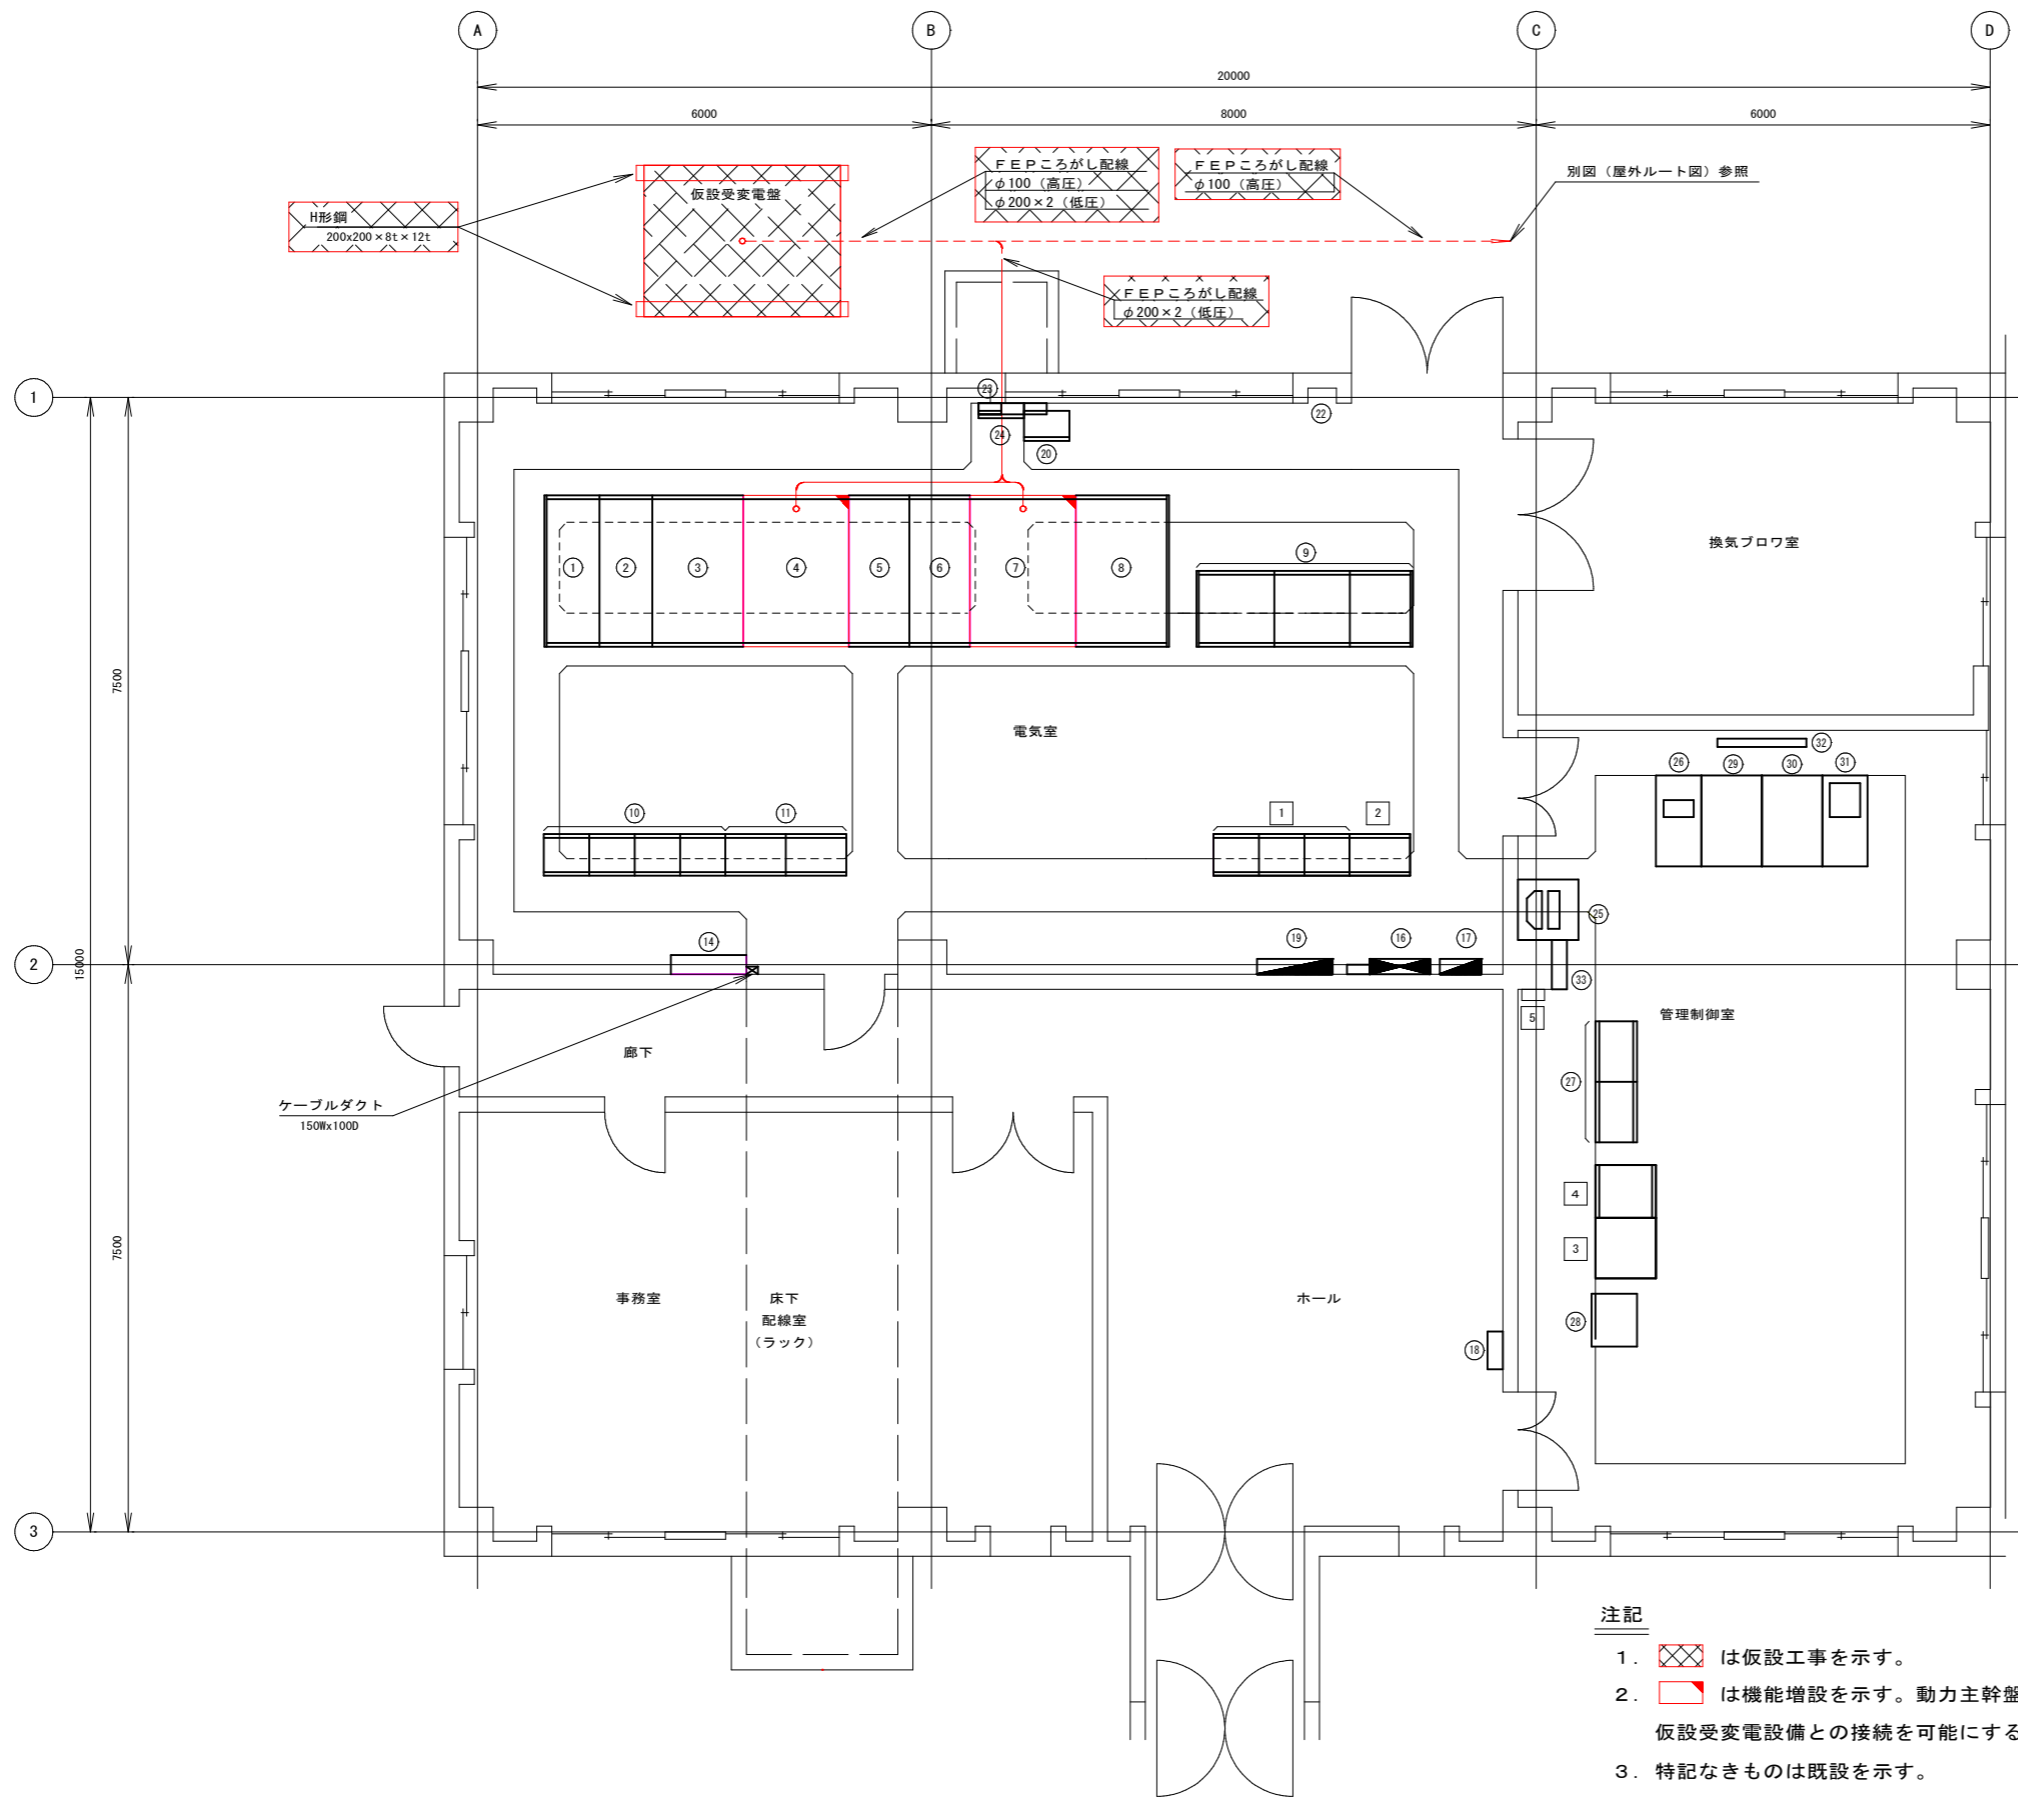 A
B
C
D
20000
6000
8000
6000
FEPころがし配線
φ100（高圧）
φ200×2（低圧）
FEPころがし配線
φ100（高圧）
別図（屋外ルート図）参照
仮設受変電盤
H形鋼
200x200×8t×12t
FEPころがし配線
φ200×2（低圧）
1
23
22
24
20
換気ブロワ室
9
1
2
3
4
5
6
7
8
7500
電気室
32
26
29
30
31
10
11
1
2
25
14
19
16
17
2
15000
33
管理制御室
5
廊下
27
ケーブルダクト
150Wx100D
4
3
7500
事務室
床下
配線室
（ラック）
ホール
28
18
3
注記
1. は仮設工事を示す。
2. は機能増設を示す。動力主幹盤
仮設受変電設備との接続を可能にする
3. 特記なきものは既設を示す。